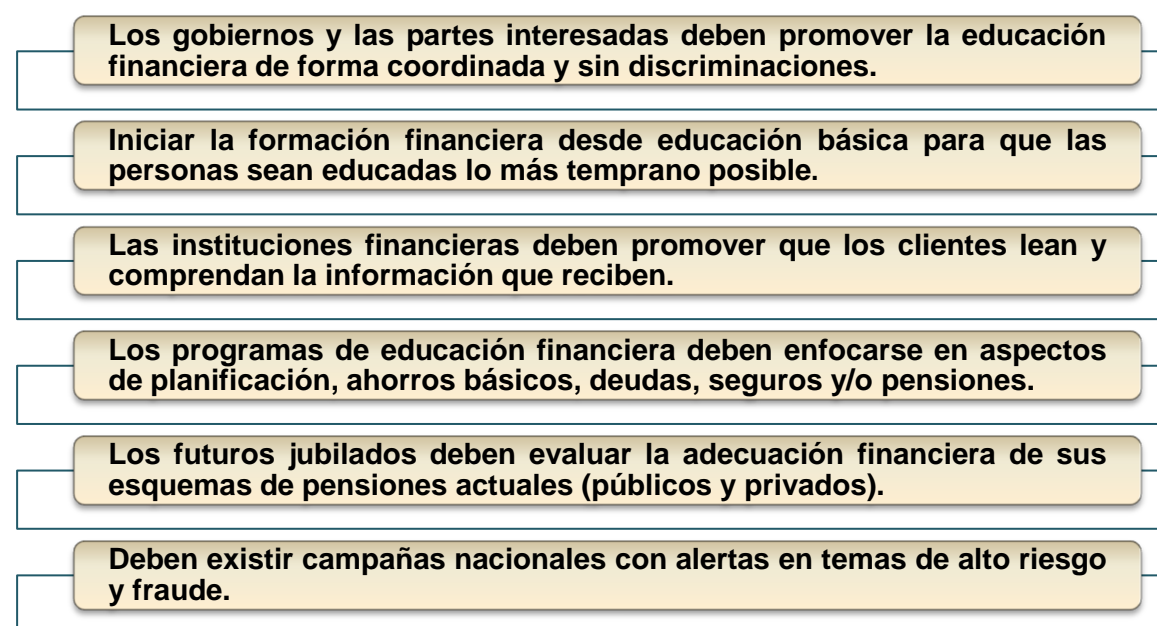 Los gobiernos y las partes interesadas deben promover la educación
financiera de forma coordinada y sin discriminaciones.
Iniciar la formación financiera desde educación básica para que las
personas sean educadas lo más temprano posible.
Las instituciones financieras deben promover que los clientes lean y
comprendan la información que reciben.
Los programas de educación financiera deben enfocarse en aspectos
de planificación, ahorros básicos, deudas, seguros y/o pensiones.
Los futuros jubilados deben evaluar la adecuación financiera de sus
esquemas de pensiones actuales (públicos y privados).
Deben existir campañas nacionales con alertas en temas de alto riesgo
y fraude.